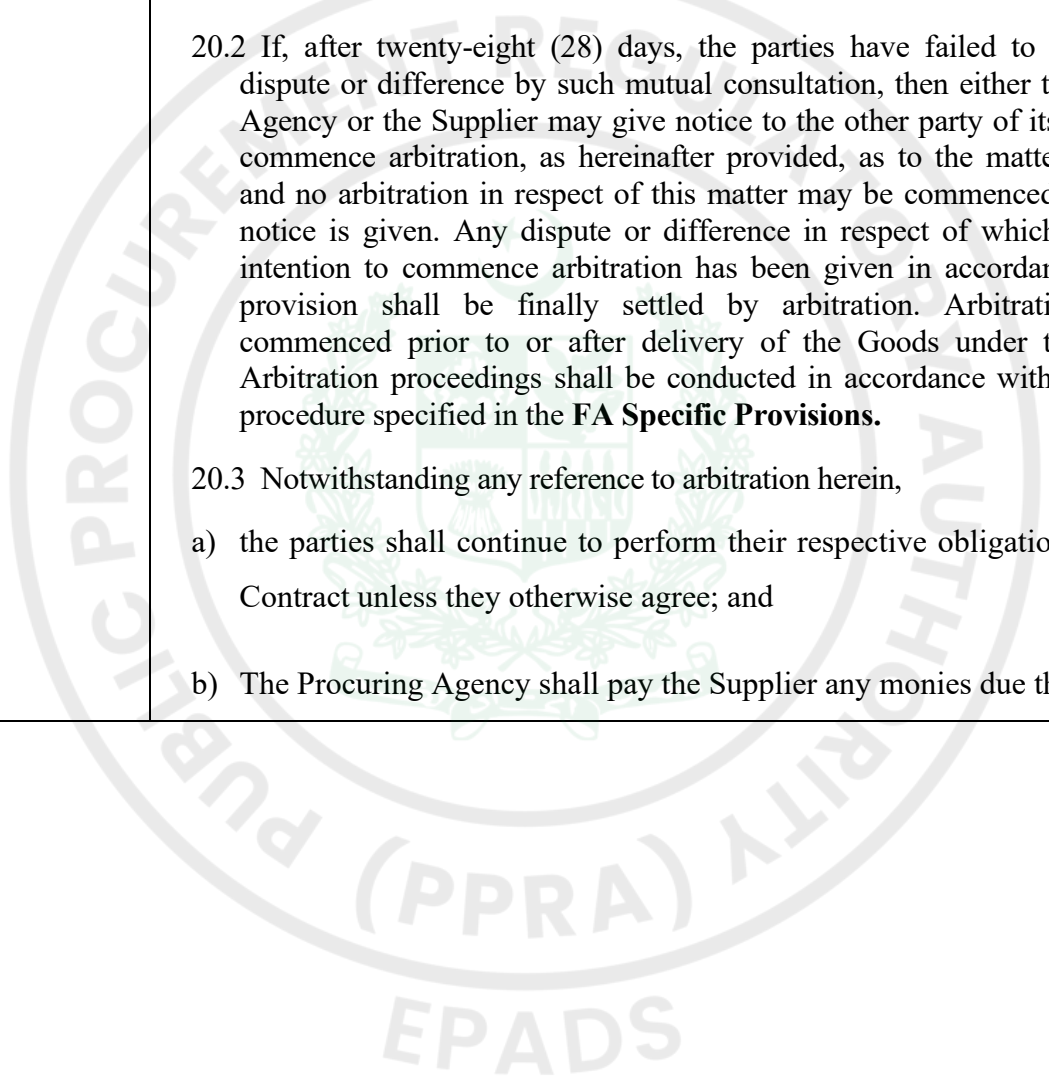 20.2 If, after twenty-eight (28) days, the parties have failed to
dispute or difference by such mutual consultation, then either t
Agency or the Supplier may give notice to the other party of its
commence arbitration, as hereinafter provided, as to the matte
and no arbitration in respect of this matter may be commenced
notice is given. Any dispute or difference in respect of which
intention to commence arbitration has been given in accordan
provision shall be finally settled by arbitration. Arbitrati
commenced prior to or after delivery of the Goods under t
Arbitration proceedings shall be conducted in accordance with
procedure specified in the FA Specific Provisions.
20.3 Notwithstanding any reference to arbitration herein,
a) the parties shall continue to perform their respective obligatio
Contract unless they otherwise agree; and
b) The Procuring Agency shall pay the Supplier any monies due th
PUBLIC PROCUREMENT REGULATORY AUTHORITY
(PPRA)
EPADS